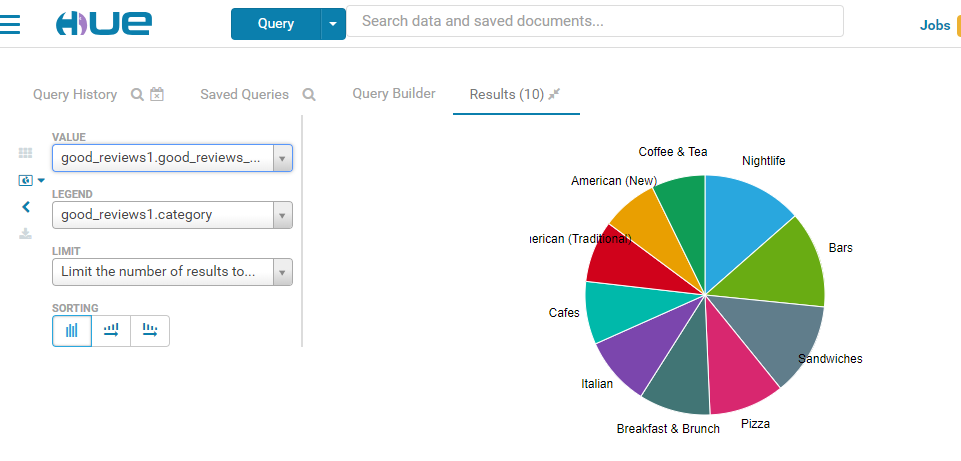 HUE
Query
Search data and saved documents...
Jobs
Query History
Saved Queries
Query Builder
Results (10)
VALUE
good_reviews1.good_reviews_...
LEGEND
good_reviews1.category
LIMIT
Limit the number of results to...
SORTING
Coffee & Tea
Nightlife
American (New)
erican (Traditional)
Bars
Cafes
Sandwiches
Italian
Pizza
Breakfast & Brunch